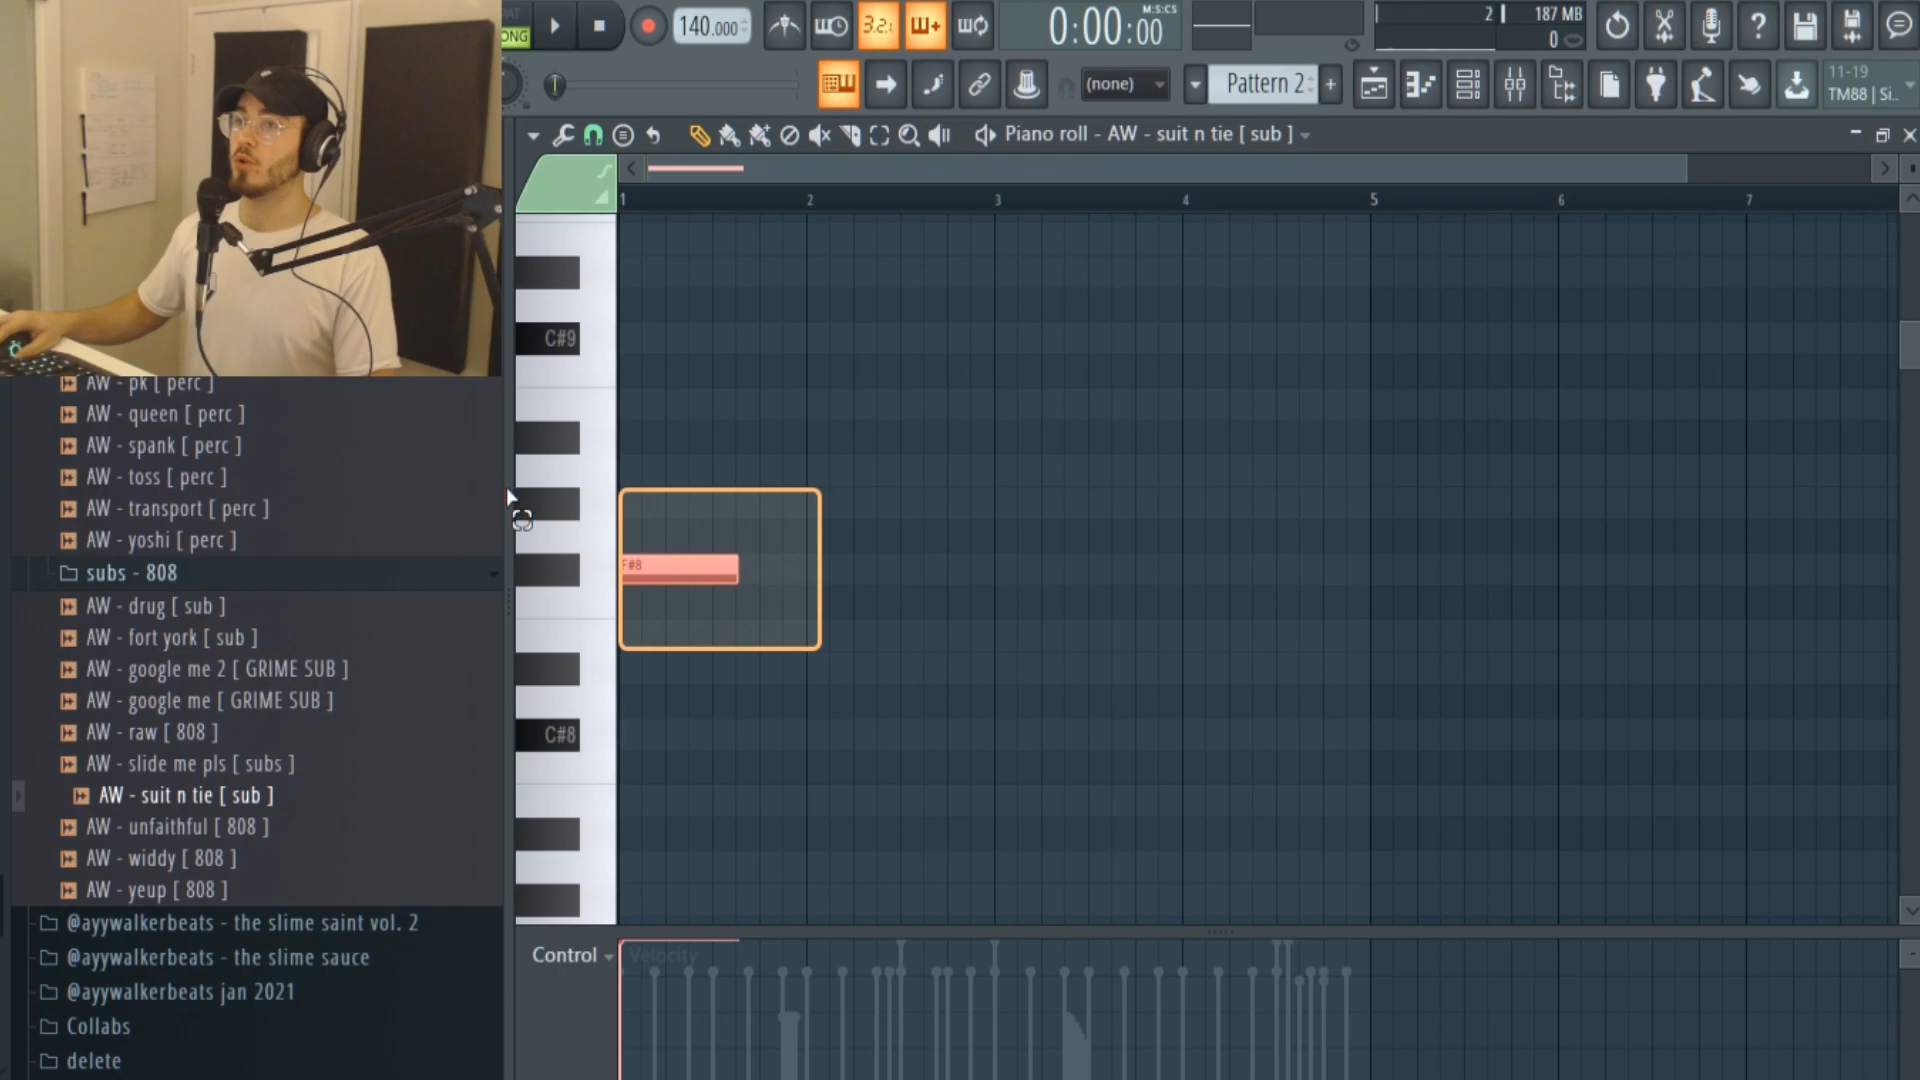 PAT
ONG
140.000
3.2.
0:00:00
M:S:CS
2
187 MB
0
(none)
Pattern 2
+
11-19
TM88 | Si..
Piano roll - AW - suit n tie [ sub ]
1 2 3 4 5 6 7
C#9
F#8
C#8
Control
Velocity
AW - pk [ perc ]
AW - queen [ perc ]
AW - spank [ perc ]
AW - toss [ perc ]
AW - transport [ perc ]
AW - yoshi [ perc ]
subs - 808
AW - drug [ sub ]
AW - fort york [ sub ]
AW - google me 2 [ GRIME SUB ]
AW - google me [ GRIME SUB ]
AW - raw [ 808 ]
AW - slide me pls [ subs ]
AW - suit n tie [ sub ]
AW - unfaithful [ 808 ]
AW - widdy [ 808 ]
AW - yeup [ 808 ]
@ayywalkerbeats - the slime saint vol. 2
@ayywalkerbeats - the slime sauce
@ayywalkerbeats jan 2021
Collabs
delete